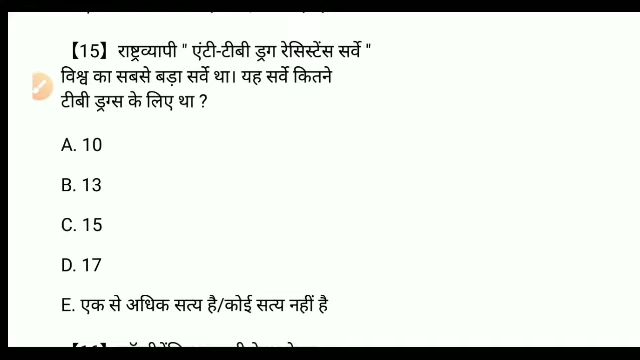 【15】 राष्ट्रव्यापी " एंटी-टीबी ड्रग रेसिस्टेंस सर्वे "
विश्व का सबसे बड़ा सर्वे था। यह सर्वे कितने
टीबी ड्रग्स के लिए था ?
A. 10
B. 13
C. 15
D. 17
E. एक से अधिक सत्य है/कोई सत्य नहीं है